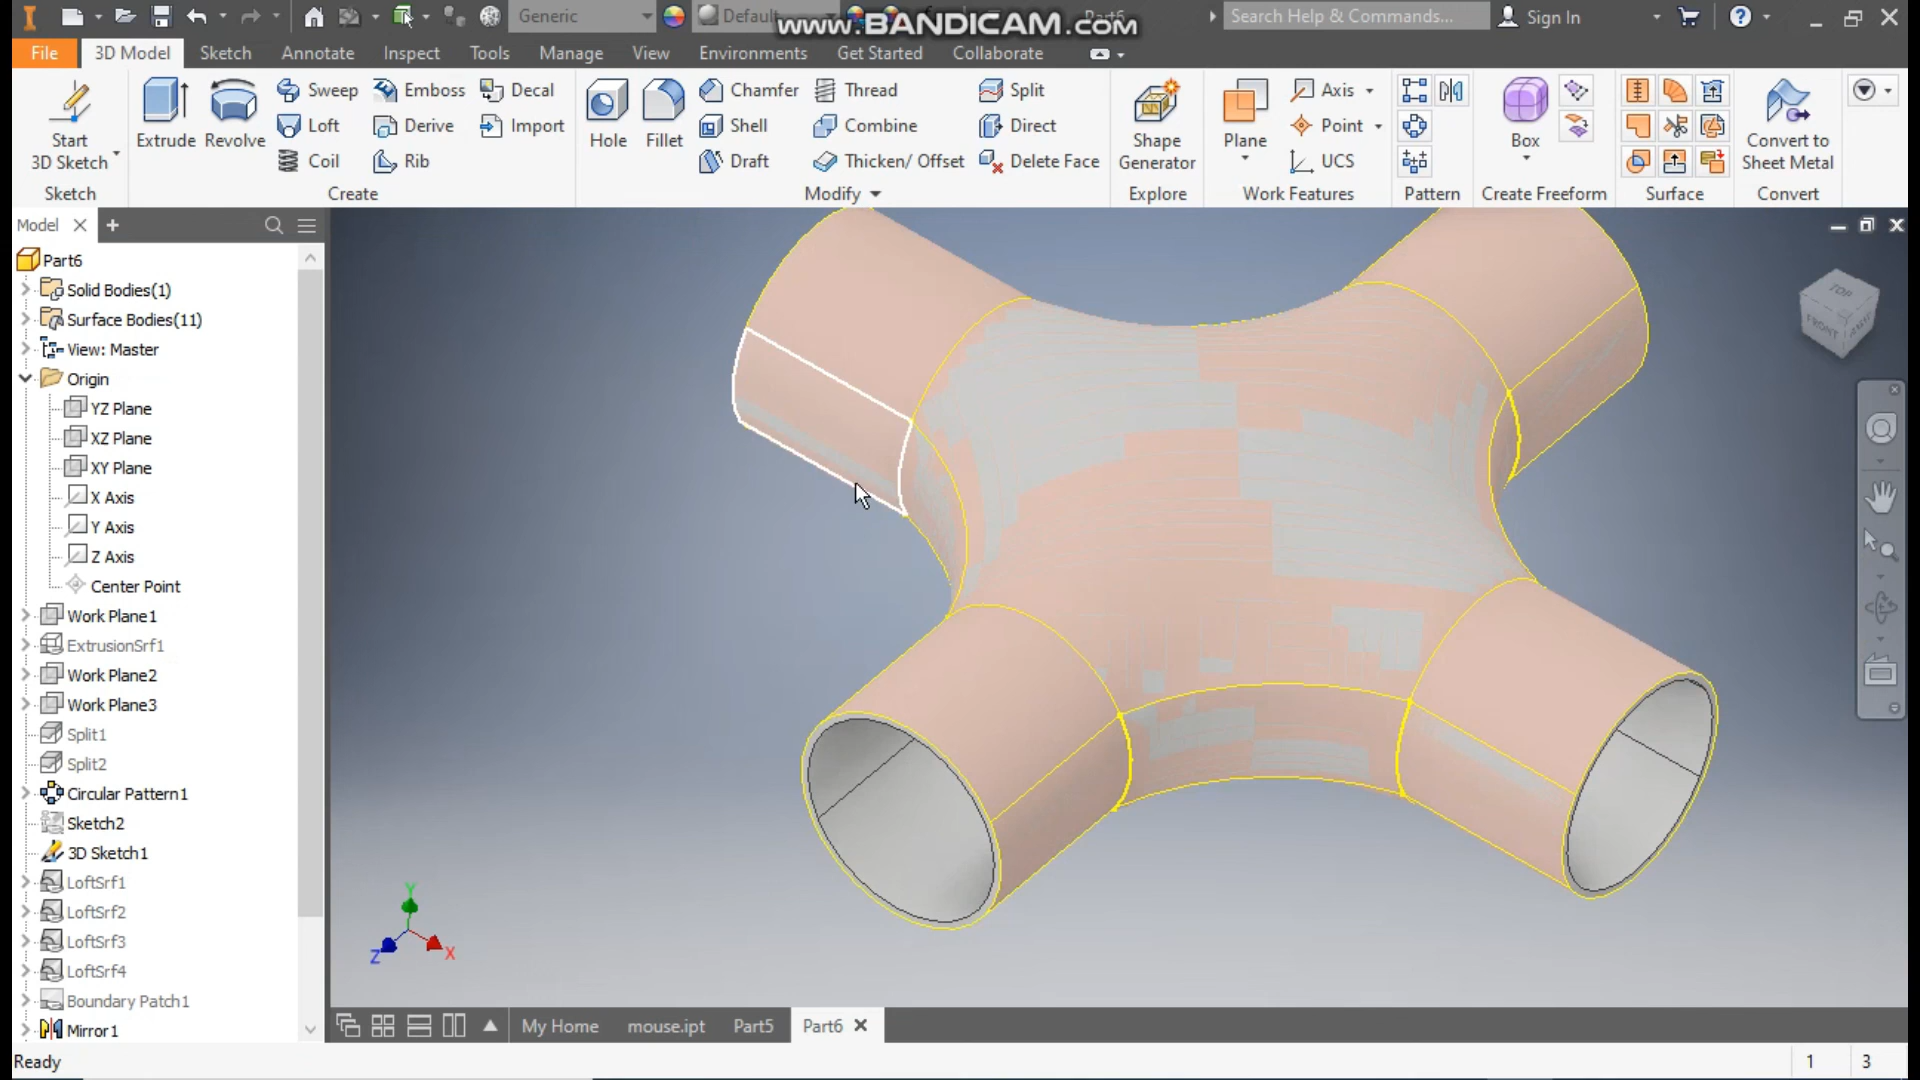 Generic
Default
www.BANDICAM.com
Part6
Search Help & Commands...
Sign In
File
3D Model
Sketch
Annotate
Inspect
Tools
Manage
View
Environments
Get Started
Collaborate
Start
3D Sketch
Sketch
Extrude
Revolve
Sweep
Loft
Coil
Emboss
Derive
Rib
Decal
Import
Create
Hole
Fillet
Chamfer
Shell
Draft
Thread
Combine
Thicken/ Offset
Split
Direct
Delete Face
Modify
Shape
Generator
Explore
Plane
Axis
Point
UCS
Work Features
Pattern
Box
Create Freeform
Surface
Convert to
Sheet Metal
Convert
Model
Part6
Solid Bodies(1)
Surface Bodies(11)
View: Master
Origin
YZ Plane
XZ Plane
XY Plane
X Axis
Y Axis
Z Axis
Center Point
Work Plane1
ExtrusionSrf1
Work Plane2
Work Plane3
Split1
Split2
Circular Pattern1
Sketch2
3D Sketch1
LoftSrf1
LoftSrf2
LoftSrf3
LoftSrf4
Boundary Patch1
Mirror1
TOP
FRONT
Y
Z
X
My Home
mouse.ipt
Part5
Part6
Ready
1
3